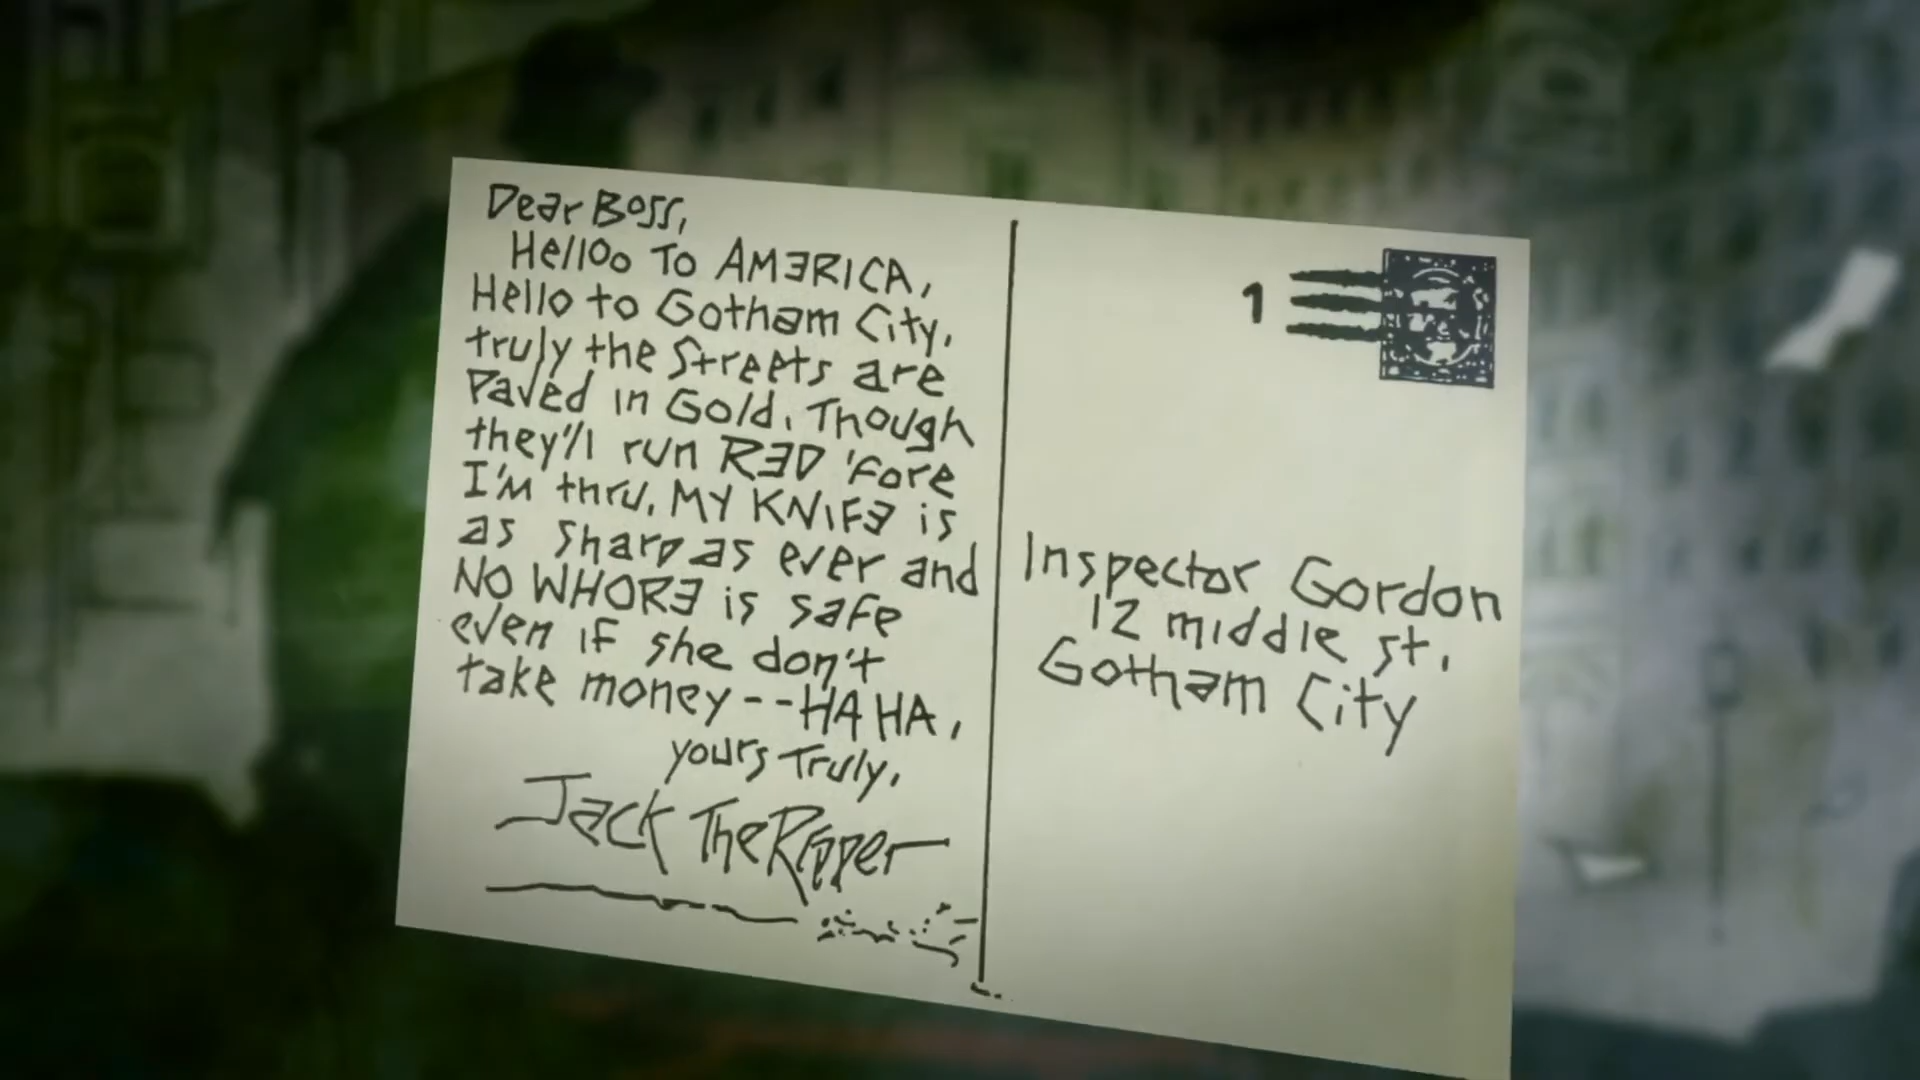 Dear Boss,
Helloo To AMERICA,
Hello to Gotham City,
truly the Streets are
Paved in Gold. Though
they'll run RED 'fore
I'm thru. MY KNIFE is
as sharp as ever and
NO WHORE is safe
even if she don't
take money--HA HA,
yours Truly,
Jack The Ripper
1
Inspector Gordon
12 middle st.
Gotham City